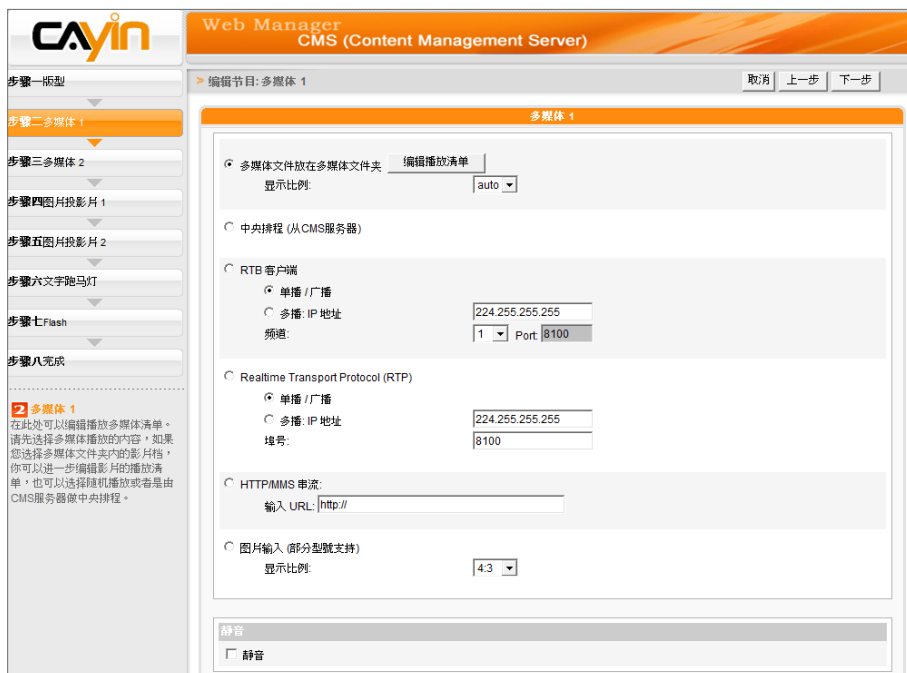 CAYIN
Web Manager
CMS (Content Management Server)
步骤一版型
步骤二多媒体 1
步骤三多媒体 2
步骤四图片投影片 1
步骤五图片投影片 2
步骤六文字跑马灯
步骤七Flash
步骤八完成
2 多媒体 1
在此处可以编辑播放多媒体清单。
请先选择多媒体播放的内容，如果
您选择多媒体文件夹内的影片档，
你可以进一步编辑影片的播放清
单，也可以选择随机播放或者是由
CMS服务器做中央排程。
> 编辑节目: 多媒体 1
取消 上一步 下一步
多媒体 1
多媒体文件放在多媒体文件夹 编辑播放清单
显示比例: auto
中央排程 (从CMS服务器)
RTB 客户端
单播 / 广播
多播: IP 地址 224.255.255.255
频道: 1 Port: 8100
Realtime Transport Protocol (RTP)
单播 / 广播
多播: IP 地址 224.255.255.255
埠号: 8100
HTTP/MMS 串流:
输入 URL: http://
图片输入 (部分型號支持)
显示比例: 4:3
静音
静音